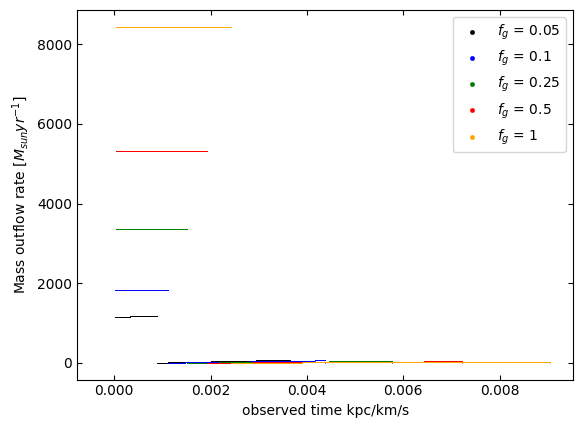 8000
6000
4000
2000
0
Mass outflow rate [M_{sun}yr^{-1}]
f_g = 0.05
f_g = 0.1
f_g = 0.25
f_g = 0.5
f_g = 1
0.000 0.002 0.004 0.006 0.008
observed time kpc/km/s